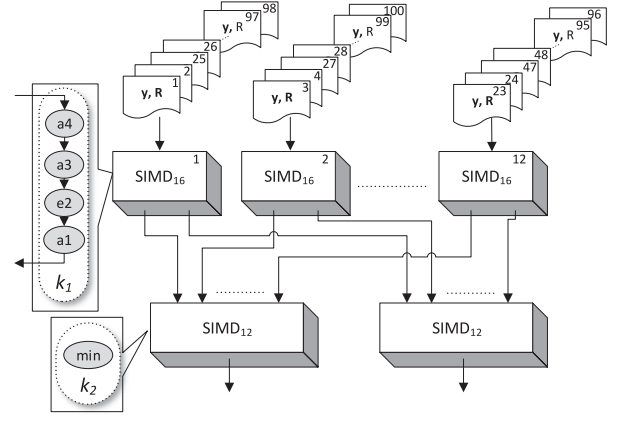 98
97
y, R
26
25
2
1
y, R
100
99
y, R
28
27
4
3
y, R
96
95
y, R
48
47
24
23
y, R
a4
a3
e2
a1
k1
1
SIMD16
2
SIMD16
12
SIMD16
SIMD12
SIMD12
min
k2